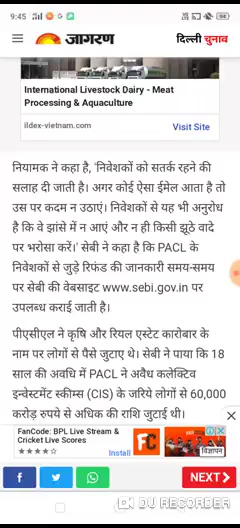 9:45
जागरण
दिल्ली चुनाव
International Livestock Dairy - Meat
Processing & Aquaculture
ildex-vietnam.com
Visit Site
नियामक ने कहा है, 'निवेशकों को सतर्क रहने की
सलाह दी जाती है। अगर कोई ऐसा ईमेल आता है तो
उस पर कदम न उठाएं। निवेशकों से यह भी अनुरोध
है कि वे झांसे में न आएं और न ही किसी झूठे वादे
पर भरोसा करें।' सेबी ने कहा है कि PACL के
निवेशकों से जुड़े रिफंड की जानकारी समय-समय
पर सेबी की वेबसाइट www.sebi.gov.in पर
उपलब्ध कराई जाती है।
पीएसीएल ने कृषि और रियल एस्टेट कारोबार के
नाम पर लोगों से पैसे जुटाए थे। सेबी ने पाया कि 18
साल की अवधि में PACL ने अवैध कलेक्टिव
इन्वेस्टमेंट स्कीम्स (CIS) के जरिये लोगों से 60,000
करोड़ रुपये से अधिक की राशि जुटाई थी।
FanCode: BPL Live Stream &
Cricket Live Scores
Install
FC
विज्ञापन
NEXT
DU RECORDER